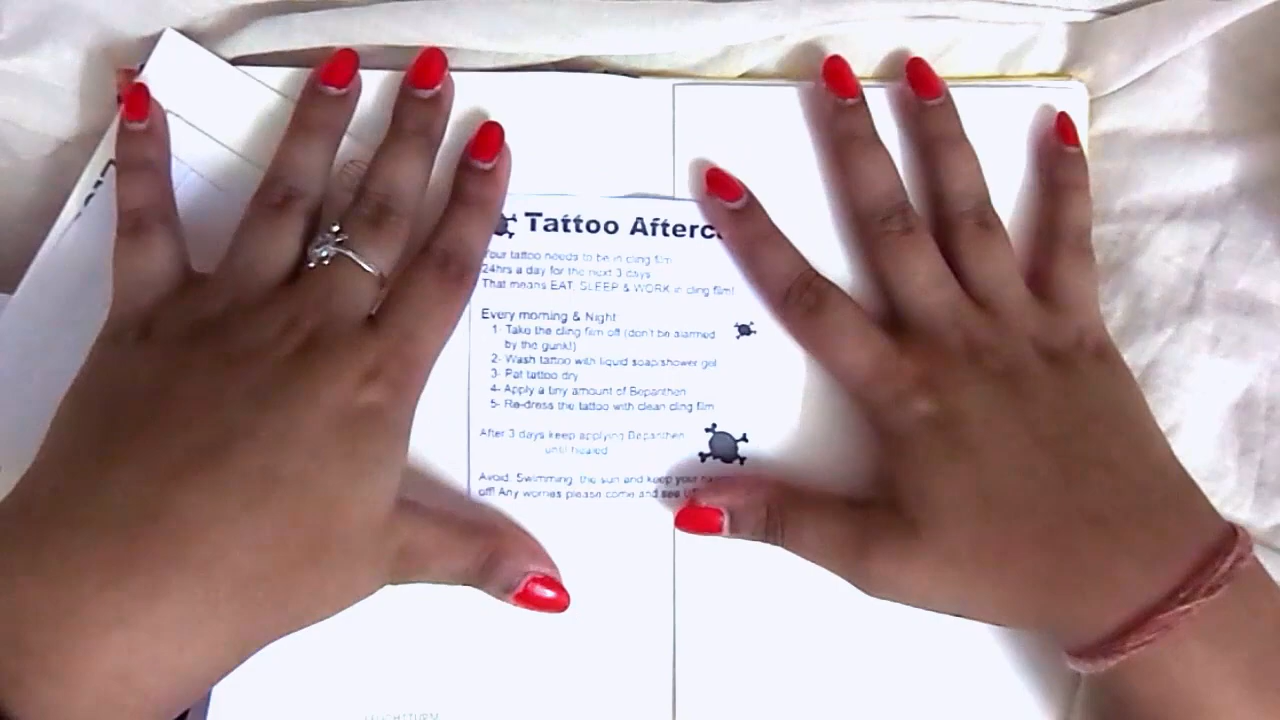 Tattoo Afterc
Your tattoo needs to be in cling film
24hrs a day for the next 3 days
That means EAT, SLEEP & WORK in cling film!
Every morning & Night
1- Take the cling film off (don't be alarmed
by the gunk!)
2- Wash tattoo with liquid soap/shower gel
3- Pat tattoo dry
4- Apply a tiny amount of Bepanthen
5- Re-dress the tattoo with clean cling film
After 3 days keep applying Bepanthen
until healed
Avoid: Swimming, the sun and keep your
off! Any worries please come and see
LEUCHTTURM